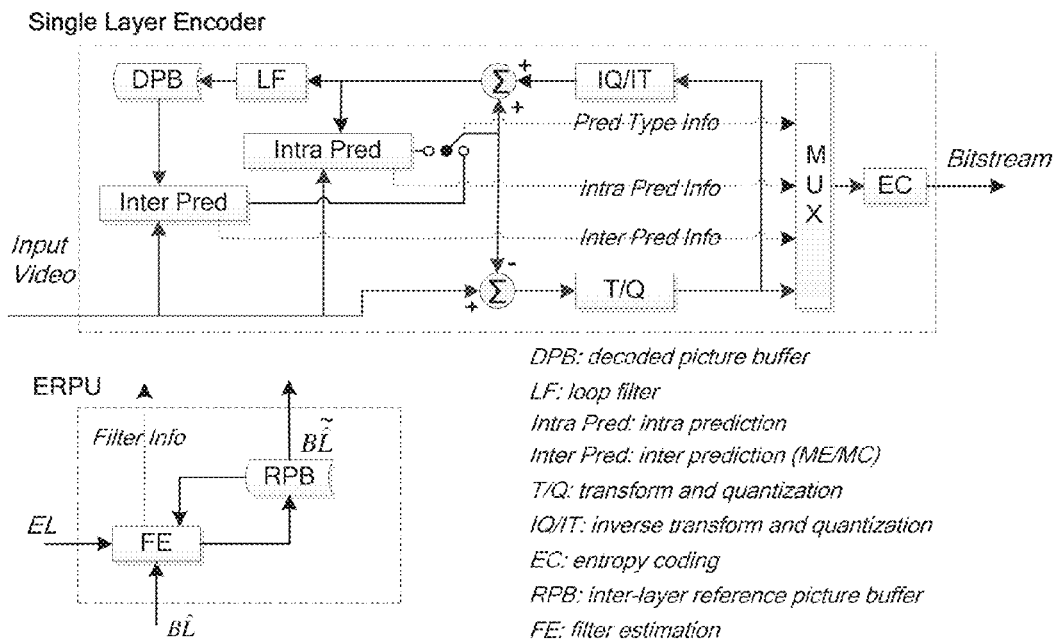 Single Layer Encoder
DPB
LF
Σ
+
+
IQ/IT
Pred Type Info
Intra Pred
M
U
X
Bitstream
EC
Intra Pred Info
Inter Pred
Inter Pred Info
Input
Video
-
+
Σ
T/Q
DPB: decoded picture buffer
LF: loop filter
Intra Pred: intra prediction
Inter Pred: inter prediction (ME/MC)
T/Q: transform and quantization
IQ/IT: inverse transform and quantization
EC: entropy coding
RPB: inter-layer reference picture buffer
FE: filter estimation
ERPU
Filter Info
BL̃
RPB
EL
FE
BL̂